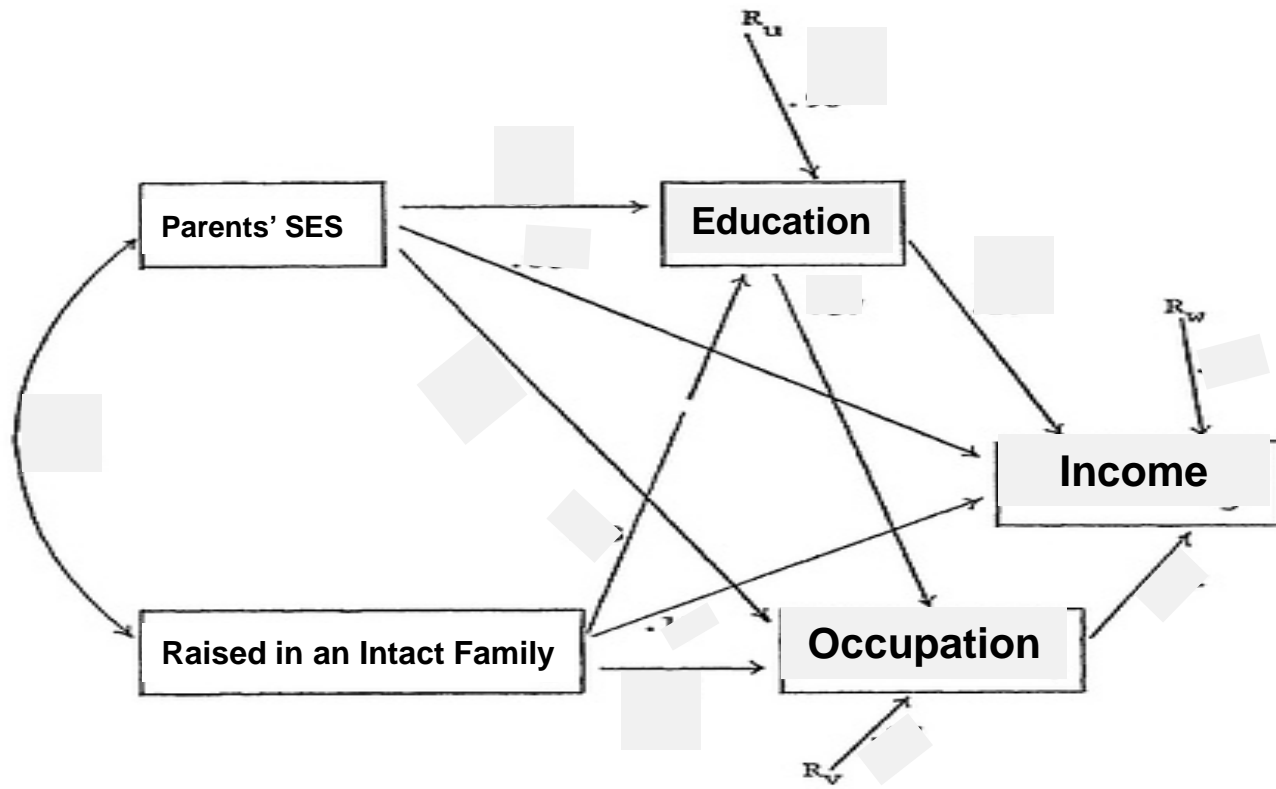 Ru
Parents’ SES
Education
Rw
Income
Raised in an Intact Family
Occupation
Rv